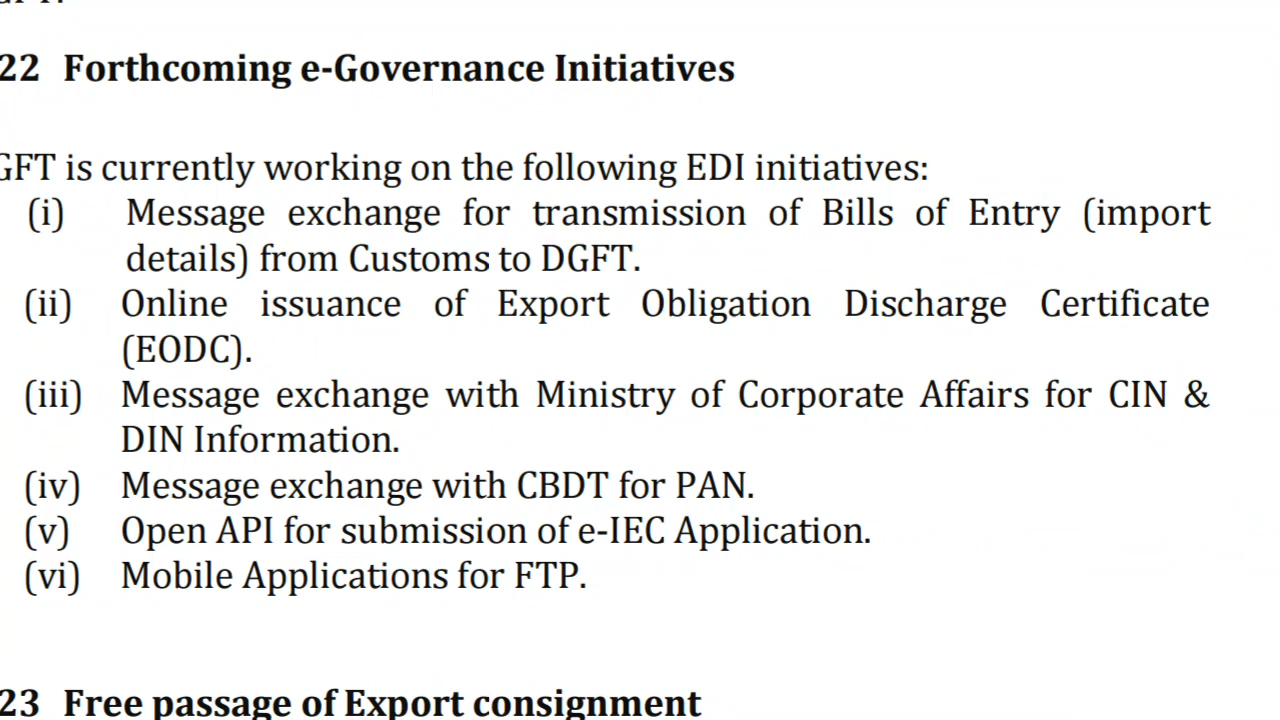 22 Forthcoming e-Governance Initiatives
GFT is currently working on the following EDI initiatives:
(i) Message exchange for transmission of Bills of Entry (import
details) from Customs to DGFT.
(ii) Online issuance of Export Obligation Discharge Certificate
(EODC).
(iii) Message exchange with Ministry of Corporate Affairs for CIN &
DIN Information.
(iv) Message exchange with CBDT for PAN.
(v) Open API for submission of e-IEC Application.
(vi) Mobile Applications for FTP.
23 Free passage of Export consignment